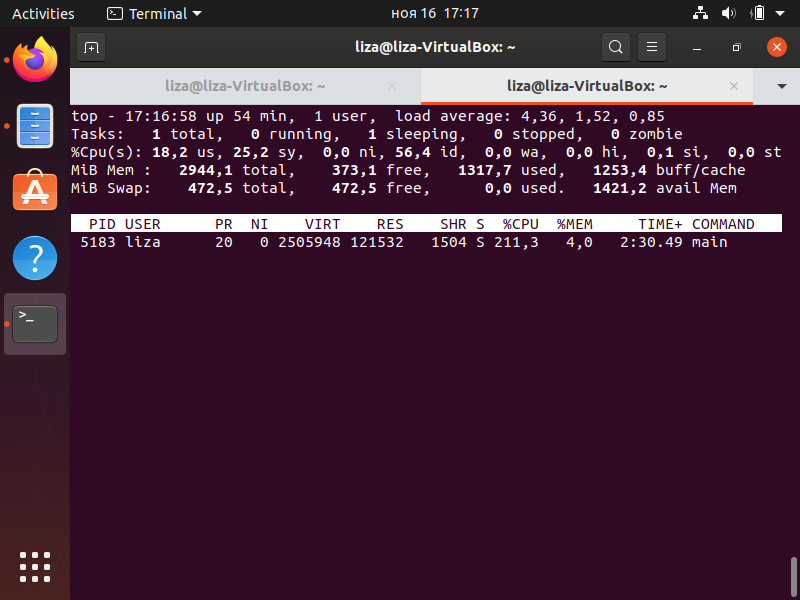 Activities Terminal ноя 16 17:17
liza@liza-VirtualBox: ~
liza@liza-VirtualBox: ~ liza@liza-VirtualBox: ~
top - 17:16:58 up 54 min, 1 user, load average: 4,36, 1,52, 0,85
Tasks: 1 total, 0 running, 1 sleeping, 0 stopped, 0 zombie
%Cpu(s): 18,2 us, 25,2 sy, 0,0 ni, 56,4 id, 0,0 wa, 0,0 hi, 0,1 si, 0,0 st
MiB Mem : 2944,1 total, 373,1 free, 1317,7 used, 1253,4 buff/cache
MiB Swap: 472,5 total, 472,5 free, 0,0 used. 1421,2 avail Mem
PID USER PR NI VIRT RES SHR S %CPU %MEM TIME+ COMMAND
5183 liza 20 0 2505948 121532 1504 S 211,3 4,0 2:30.49 main